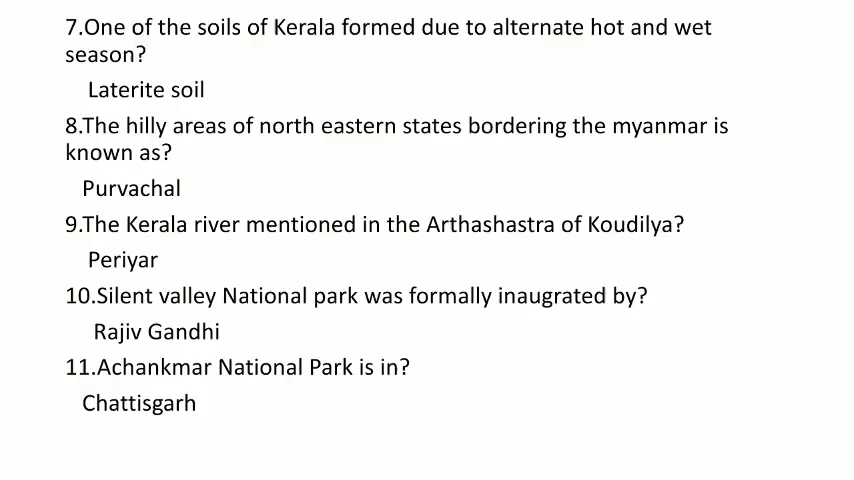 7.One of the soils of Kerala formed due to alternate hot and wet
season?
Laterite soil
8.The hilly areas of north eastern states bordering the myanmar is
known as?
Purvachal
9.The Kerala river mentioned in the Arthashastra of Koudilya?
Periyar
10.Silent valley National park was formally inaugrated by?
Rajiv Gandhi
11.Achankmar National Park is in?
Chattisgarh